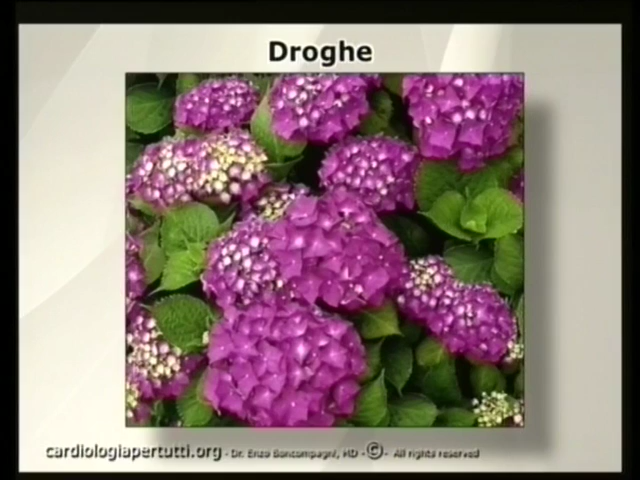 Droghe
cardiologiapertutti.org - Dr. Enzo Boncompagni, MD - © - All rights reserved